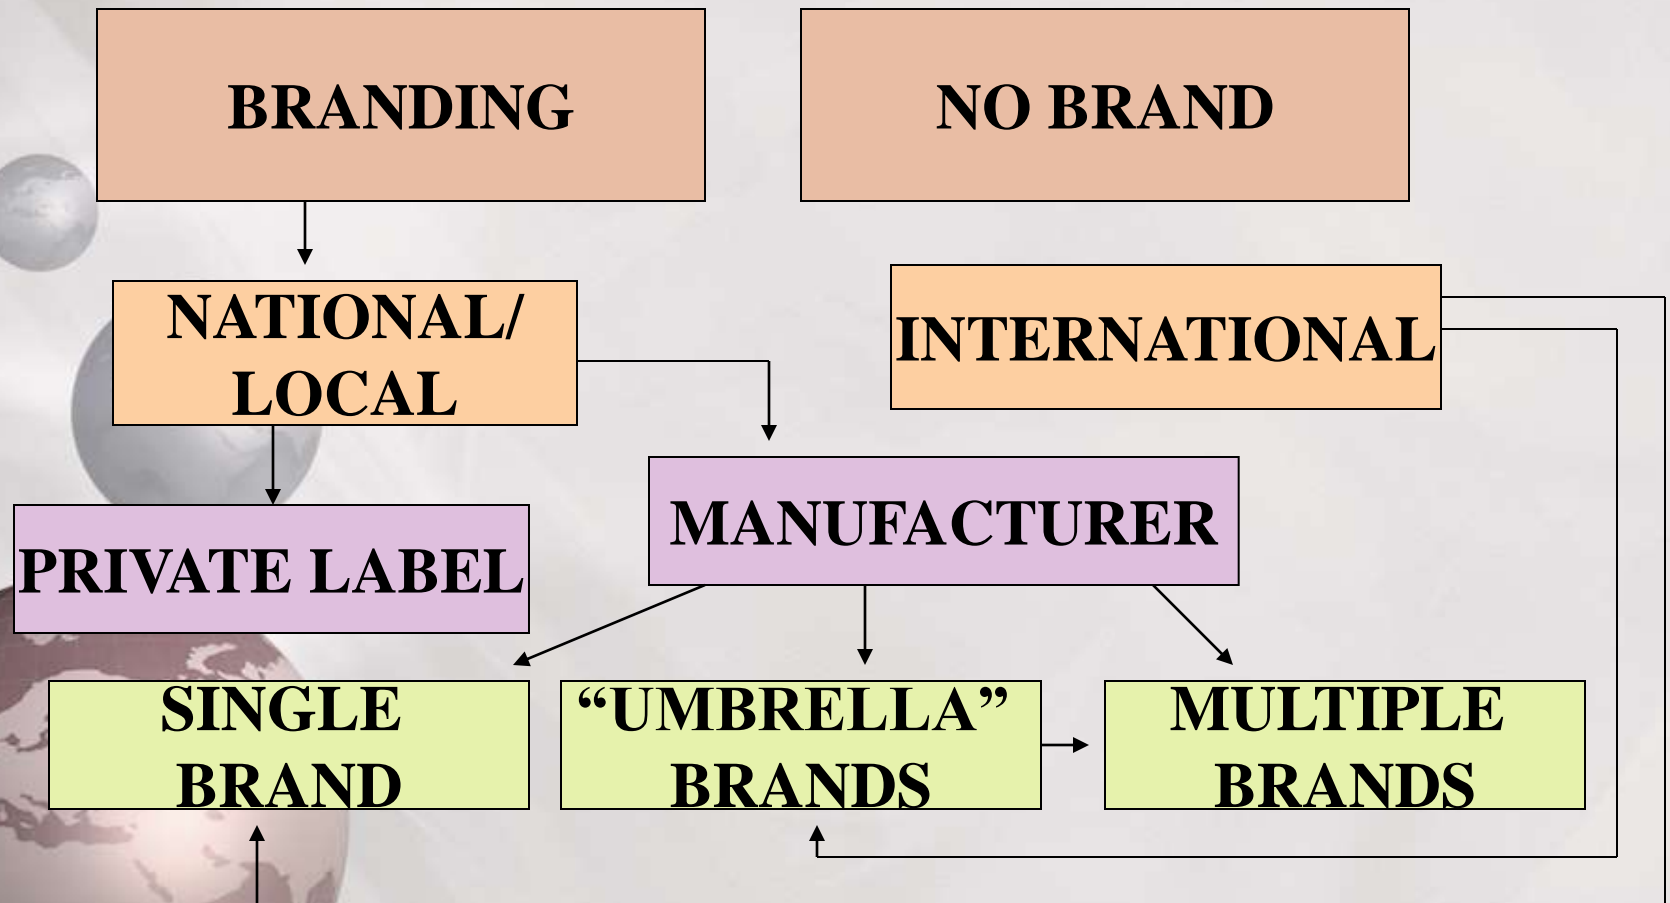 BRANDING
NO BRAND
NATIONAL/
LOCAL
INTERNATIONAL
MANUFACTURER
PRIVATE LABEL
SINGLE
BRAND
“UMBRELLA”
BRANDS
MULTIPLE
BRANDS